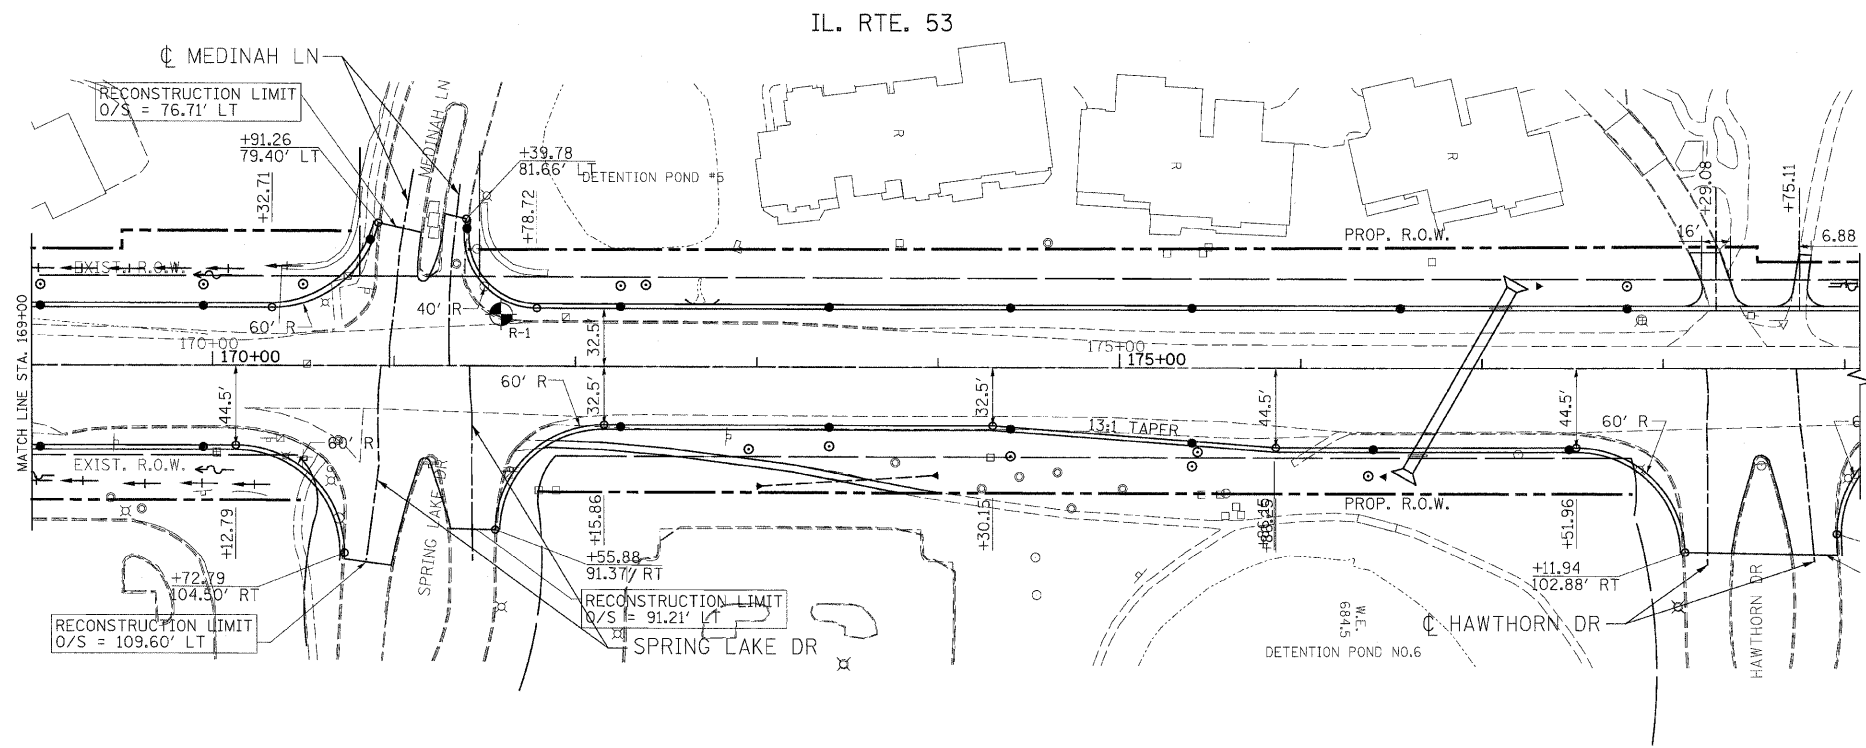 IL. RTE. 53
℄ MEDINAH LN
RECONSTRUCTION LIMIT
O/S = 76.71' LT
+91.26
79.40' LT
+32.71
MEDINAH LN
+39.78
81.66' LT
DETENTION POND #5
+78.72
R
R
R
+29.08
+75.11
16'
6.88
PROP. R.O.W.
EXIST. R.O.W.
60' R
40' R
R-1
32.5'
170+00
170+00
175+00
175+00
MATCH LINE STA. 169+00
44.5'
60' R
32.5'
32.5'
44.5'
44.5'
60' R
13:1 TAPER
60' R
EXIST. R.O.W.
PROP. R.O.W.
+12.79
SPRING LAKE DR
+15.86
+30.15
+51.96
+72.79
104.50' RT
+55.88
91.37' RT
+11.94
102.88' RT
RECONSTRUCTION LIMIT
O/S = 109.60' LT
RECONSTRUCTION LIMIT
O/S = 91.21' LT
SPRING LAKE DR
W.E.
684.5
℄ HAWTHORN DR
DETENTION POND NO.6
HAWTHORN DR